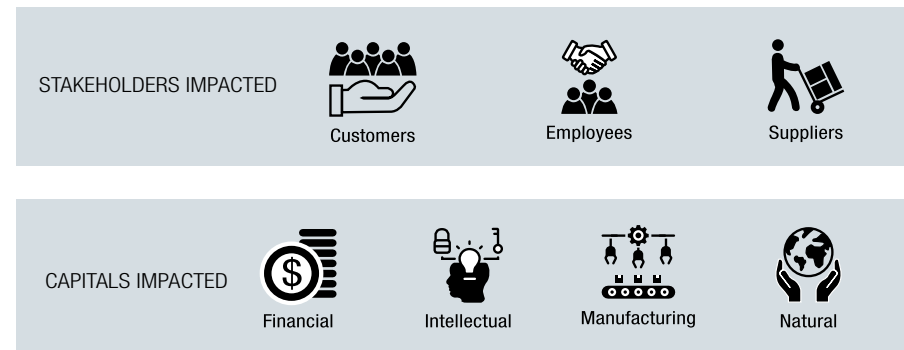 STAKEHOLDERS IMPACTED
Customers
Employees
Suppliers
CAPITALS IMPACTED
$
Financial
Intellectual
Manufacturing
Natural